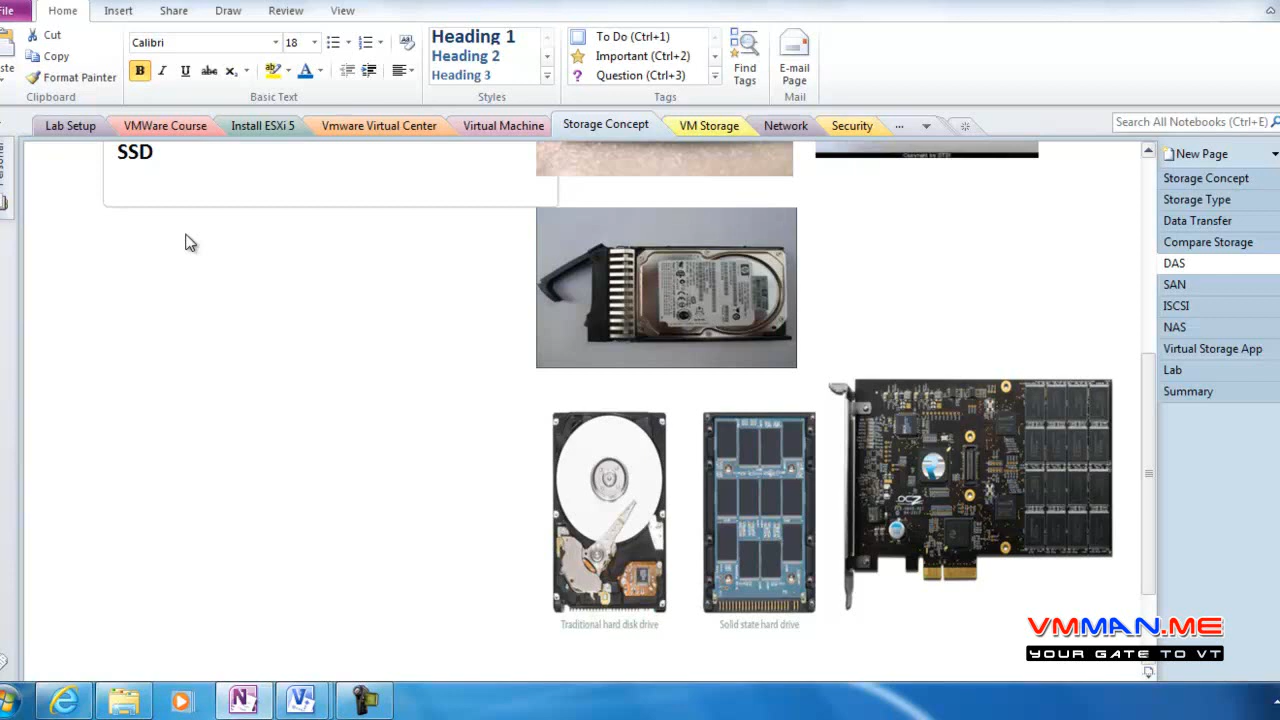 File Home Insert Share Draw Review View
Cut
Copy
Format Painter
Clipboard
Calibri 18
B I U abc X2 A
Basic Text
Heading 1
Heading 2
Heading 3
Styles
To Do (Ctrl+1)
Important (Ctrl+2)
Question (Ctrl+3)
Tags
Find
Tags
E-mail
Page
Mail
Lab Setup VMWare Course Install ESXi 5 Vmware Virtual Center Virtual Machine Storage Concept VM Storage Network Security ...
Search All Notebooks (Ctrl+E)
SSD
New Page
Storage Concept
Storage Type
Data Transfer
Compare Storage
DAS
SAN
ISCSI
NAS
Virtual Storage App
Lab
Summary
hp
OCZ
Traditional hard disk drive
Solid state hard drive
VMMAN.ME
YOUR GATE TO VT